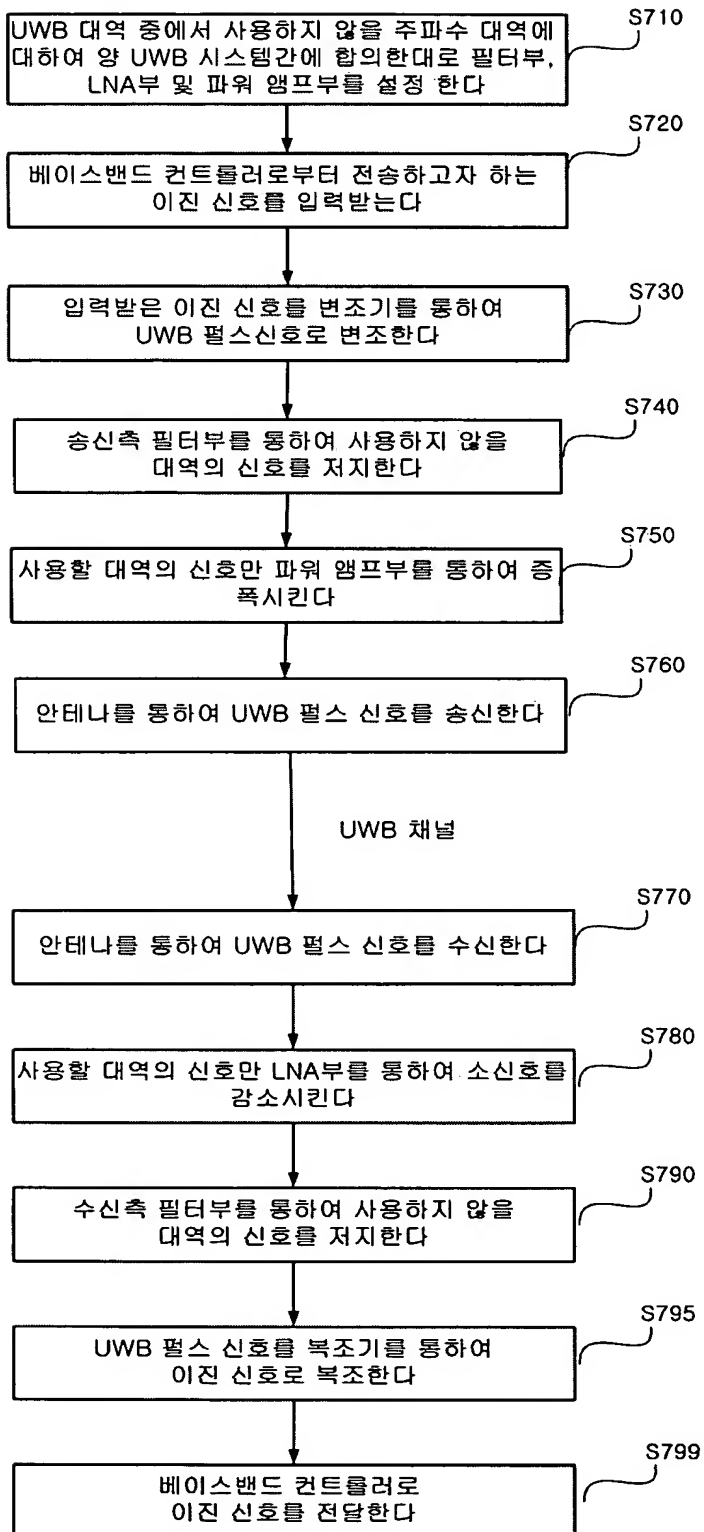 UWB 대역 중에서 사용하지 않을 주파수 대역에
대하여 양 UWB 시스템간에 합의한대로 필터부,
LNA부 및 파워 앰프부를 설정 한다
S710
베이스밴드 컨트롤러로부터 전송하고자 하는
이진 신호를 입력받는다
S720
입력받은 이진 신호를 변조기를 통하여
UWB 펄스신호로 변조한다
S730
송신측 필터부를 통하여 사용하지 않을
대역의 신호를 저지한다
S740
사용할 대역의 신호만 파워 앰프부를 통하여 증
폭시킨다
S750
안테나를 통하여 UWB 펄스 신호를 송신한다
S760
UWB 채널
안테나를 통하여 UWB 펄스 신호를 수신한다
S770
사용할 대역의 신호만 LNA부를 통하여 소신호를
감소시킨다
S780
수신측 필터부를 통하여 사용하지 않을
대역의 신호를 저지한다
S790
UWB 펄스 신호를 복조기를 통하여
이진 신호로 복조한다
S795
베이스밴드 컨트롤러로
이진 신호를 전달한다
S799